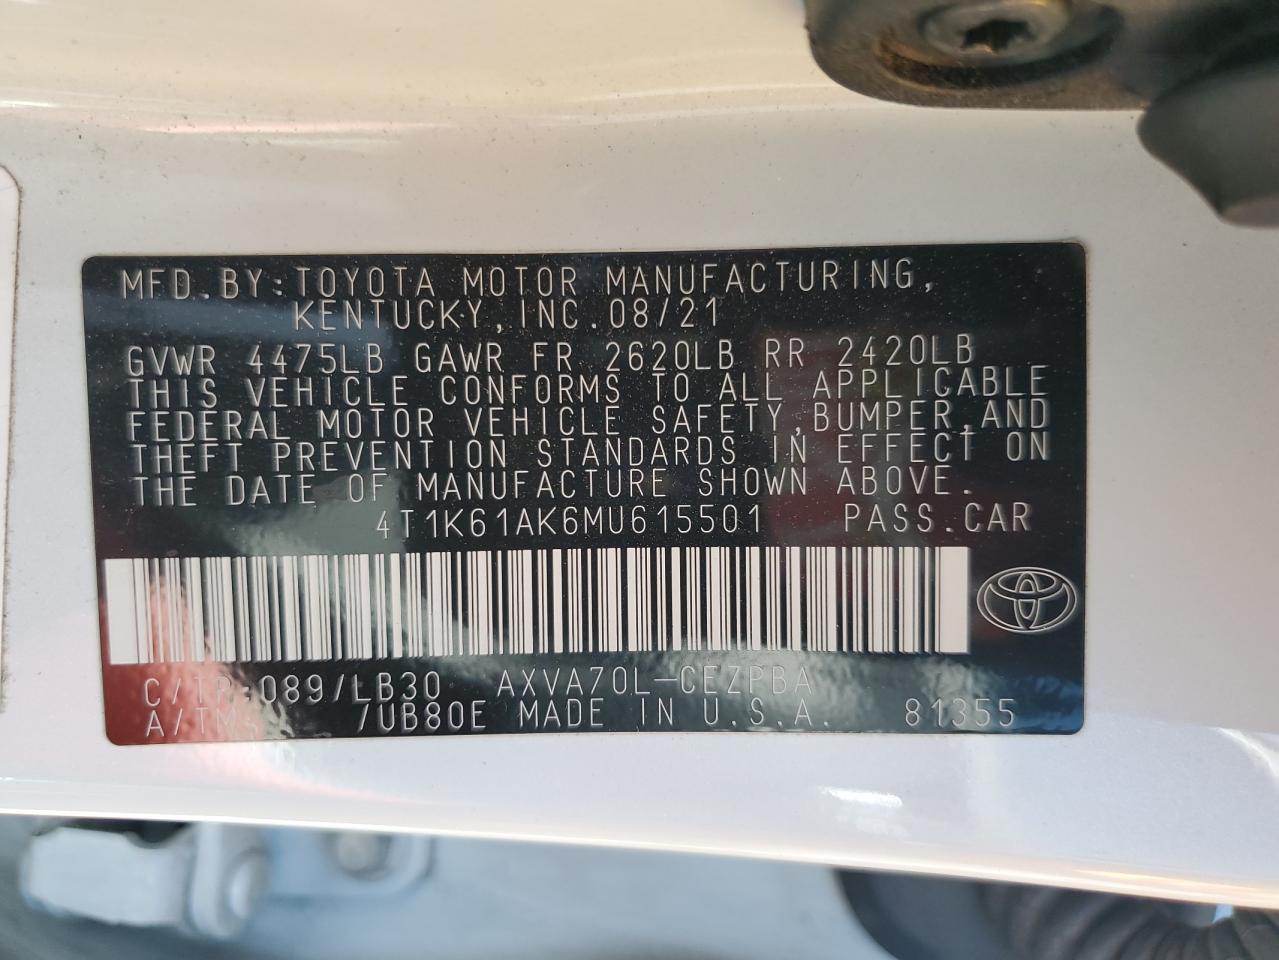 MFD.BY:TOYOTA MOTOR MANUFACTURING,
KENTUCKY,INC.08/21
GVWR 4475LB GAWR FR 2620LB RR 2420LB
THIS VEHICLE CONFORMS TO ALL APPLICABLE
FEDERAL MOTOR VEHICLE SAFETY,BUMPER,AND
THEFT PREVENTION STANDARDS IN EFFECT ON
THE DATE OF MANUFACTURE SHOWN ABOVE.
4T1K61AK6MU615501 PASS.CAR
C/TR:089/LB30 AXVA70L-CEZPBA
A/TM: /UB80E MADE IN U.S.A. 81355